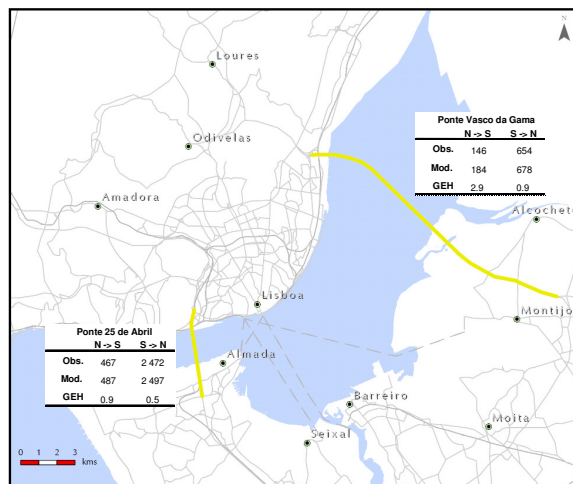 N
Loures
Ponte Vasco da Gama
N -> S S -> N
Obs. 146 654
Mod. 184 678
GEH 2.9 0.9
Odivelas
Amadora
Alcochete
Lisboa
Montijo
Ponte 25 de Abril
N -> S S -> N
Obs. 467 2 472
Mod. 487 2 497
GEH 0.9 0.5
Almada
Barreiro
Moita
Seixal
0 1 2 3
kms